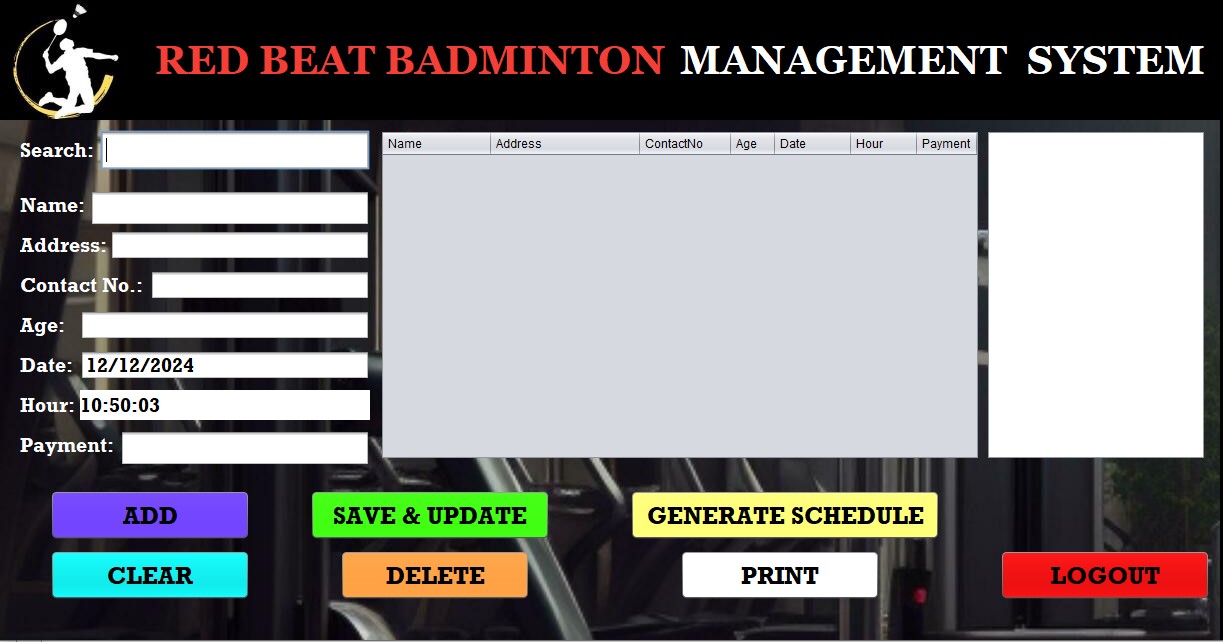 RED BEAT BADMINTON MANAGEMENT SYSTEM
Search:
Name:
Address:
Contact No.:
Age:
Date: 12/12/2024
Hour: 10:50:03
Payment:
Name Address ContactNo Age Date Hour Payment
ADD SAVE & UPDATE GENERATE SCHEDULE
CLEAR DELETE PRINT LOGOUT